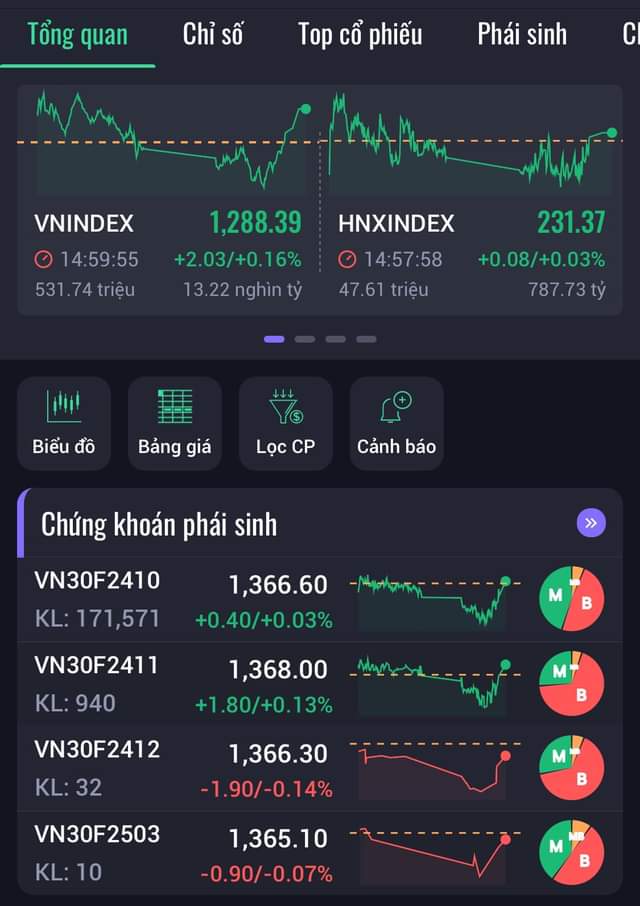 Tổng quan Chỉ số Top cổ phiếu Phái sinh
VNINDEX 1,288.39
14:59:55 +2.03/+0.16%
531.74 triệu 13.22 nghìn tỷ
HNXINDEX 231.37
14:57:58 +0.08/+0.03%
47.61 triệu 787.73 tỷ
Biểu đồ Bảng giá Lọc CP Cảnh báo
Chứng khoán phái sinh
VN30F2410 1,366.60
KL: 171,571 +0.40/+0.03%
M B
VN30F2411 1,368.00
KL: 940 +1.80/+0.13%
M B
VN30F2412 1,366.30
KL: 32 -1.90/-0.14%
M B
VN30F2503 1,365.10
KL: 10 -0.90/-0.07%
M B